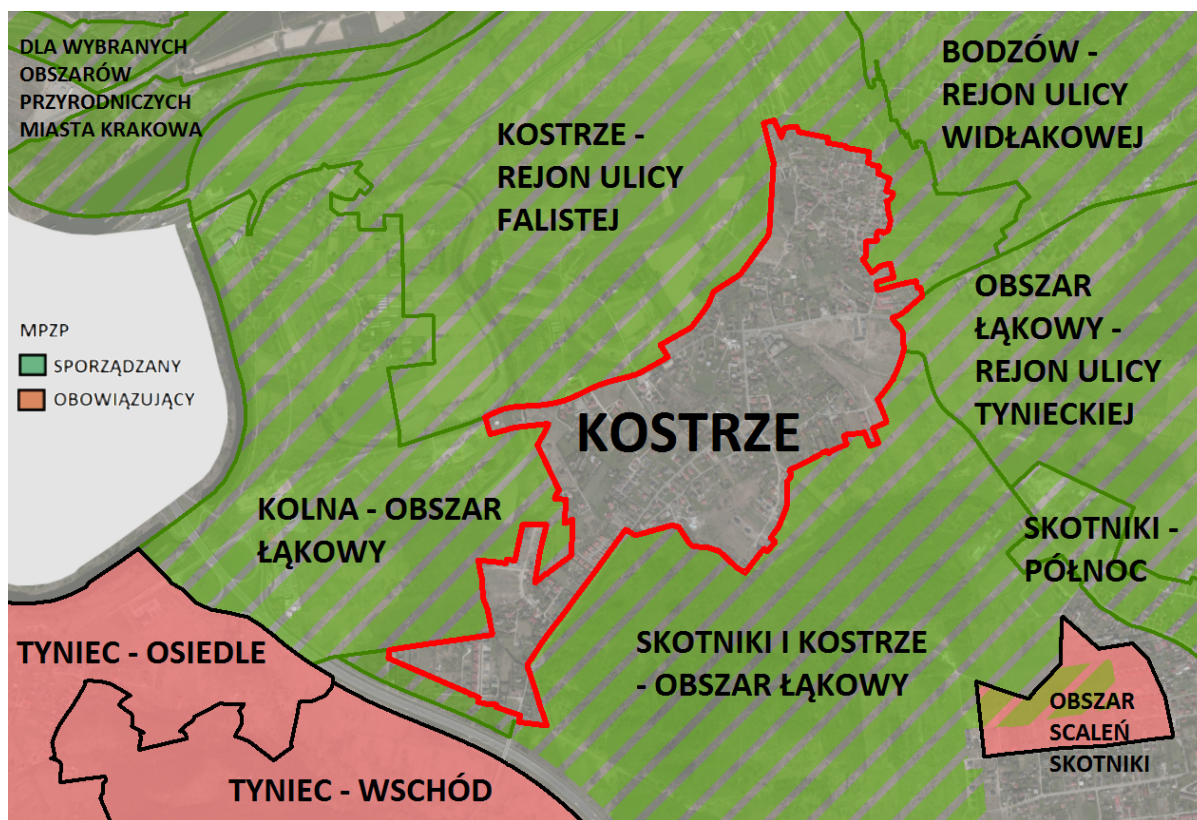 DLA WYBRANYCH
OBSZARÓW
PRZYRODNICZYCH
MIASTA KRAKOWA
KOSTRZE -
REJON ULICY
FALISTEJ
BODZÓW -
REJON ULICY
WIDŁAKOWEJ
OBSZAR
ŁĄKOWY -
REJON ULICY
TYNIECKIEJ
MPZP
SPORZĄDZANY
OBOWIĄZUJĄCY
KOSTRZE
KOLNA - OBSZAR
ŁĄKOWY
SKOTNIKI -
PÓŁNOC
TYNIEC - OSIEDLE
SKOTNIKI I KOSTRZE
- OBSZAR ŁĄKOWY
OBSZAR
SCALEŃ
SKOTNIKI
TYNIEC - WSCHÓD